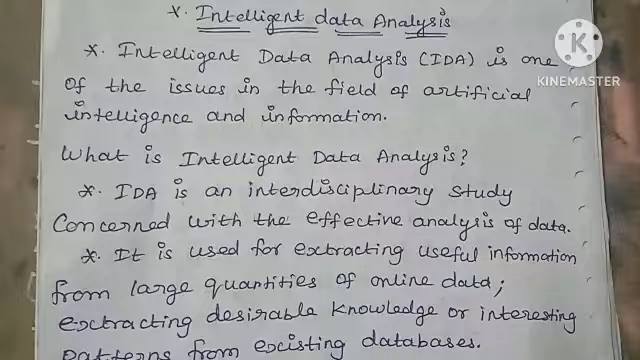 * Intelligent data Analysis
* Intelligent Data Analysis (IDA) is one
of the issues in the field of artificial
intelligence and information.
What is Intelligent Data Analysis?
* IDA is an interdisciplinary study
concerned with the effective analysis of data.
* It is used for extracting useful information
from large quantities of online data;
extracting desirable knowledge or interesting
patterns from existing databases.
K
KINEMASTER